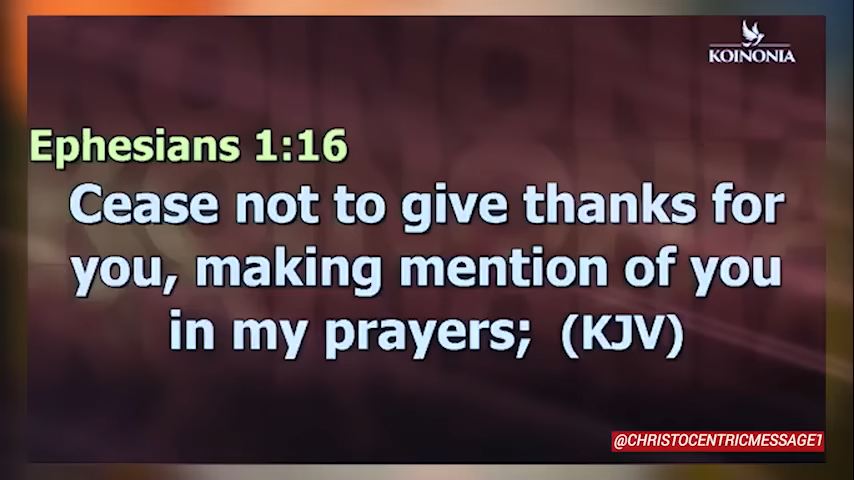 KOINONIA
Ephesians 1:16
Cease not to give thanks for
you, making mention of you
in my prayers; (KJV)
@CHRISTOCENTRICMESSAGE1